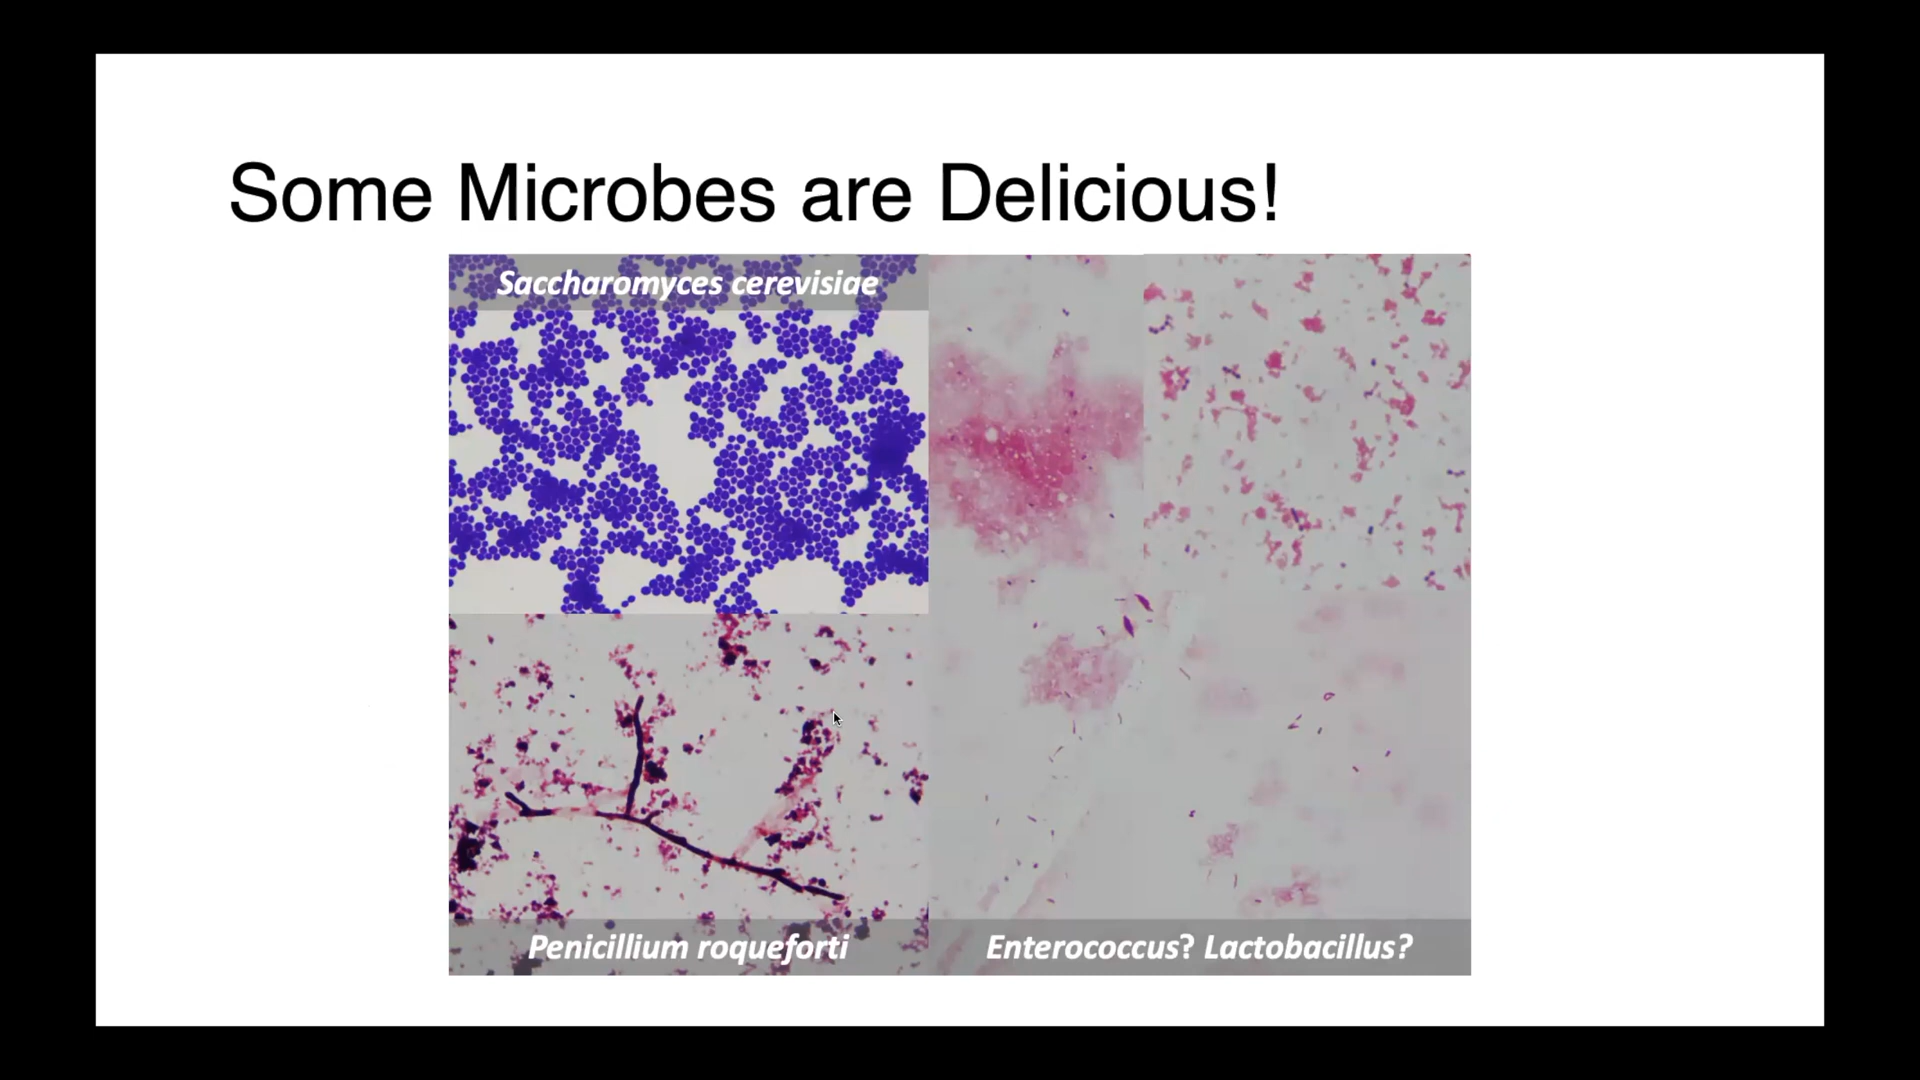 Some Microbes are Delicious!
Saccharomyces cerevisiae
Penicillium roqueforti
Enterococcus? Lactobacillus?